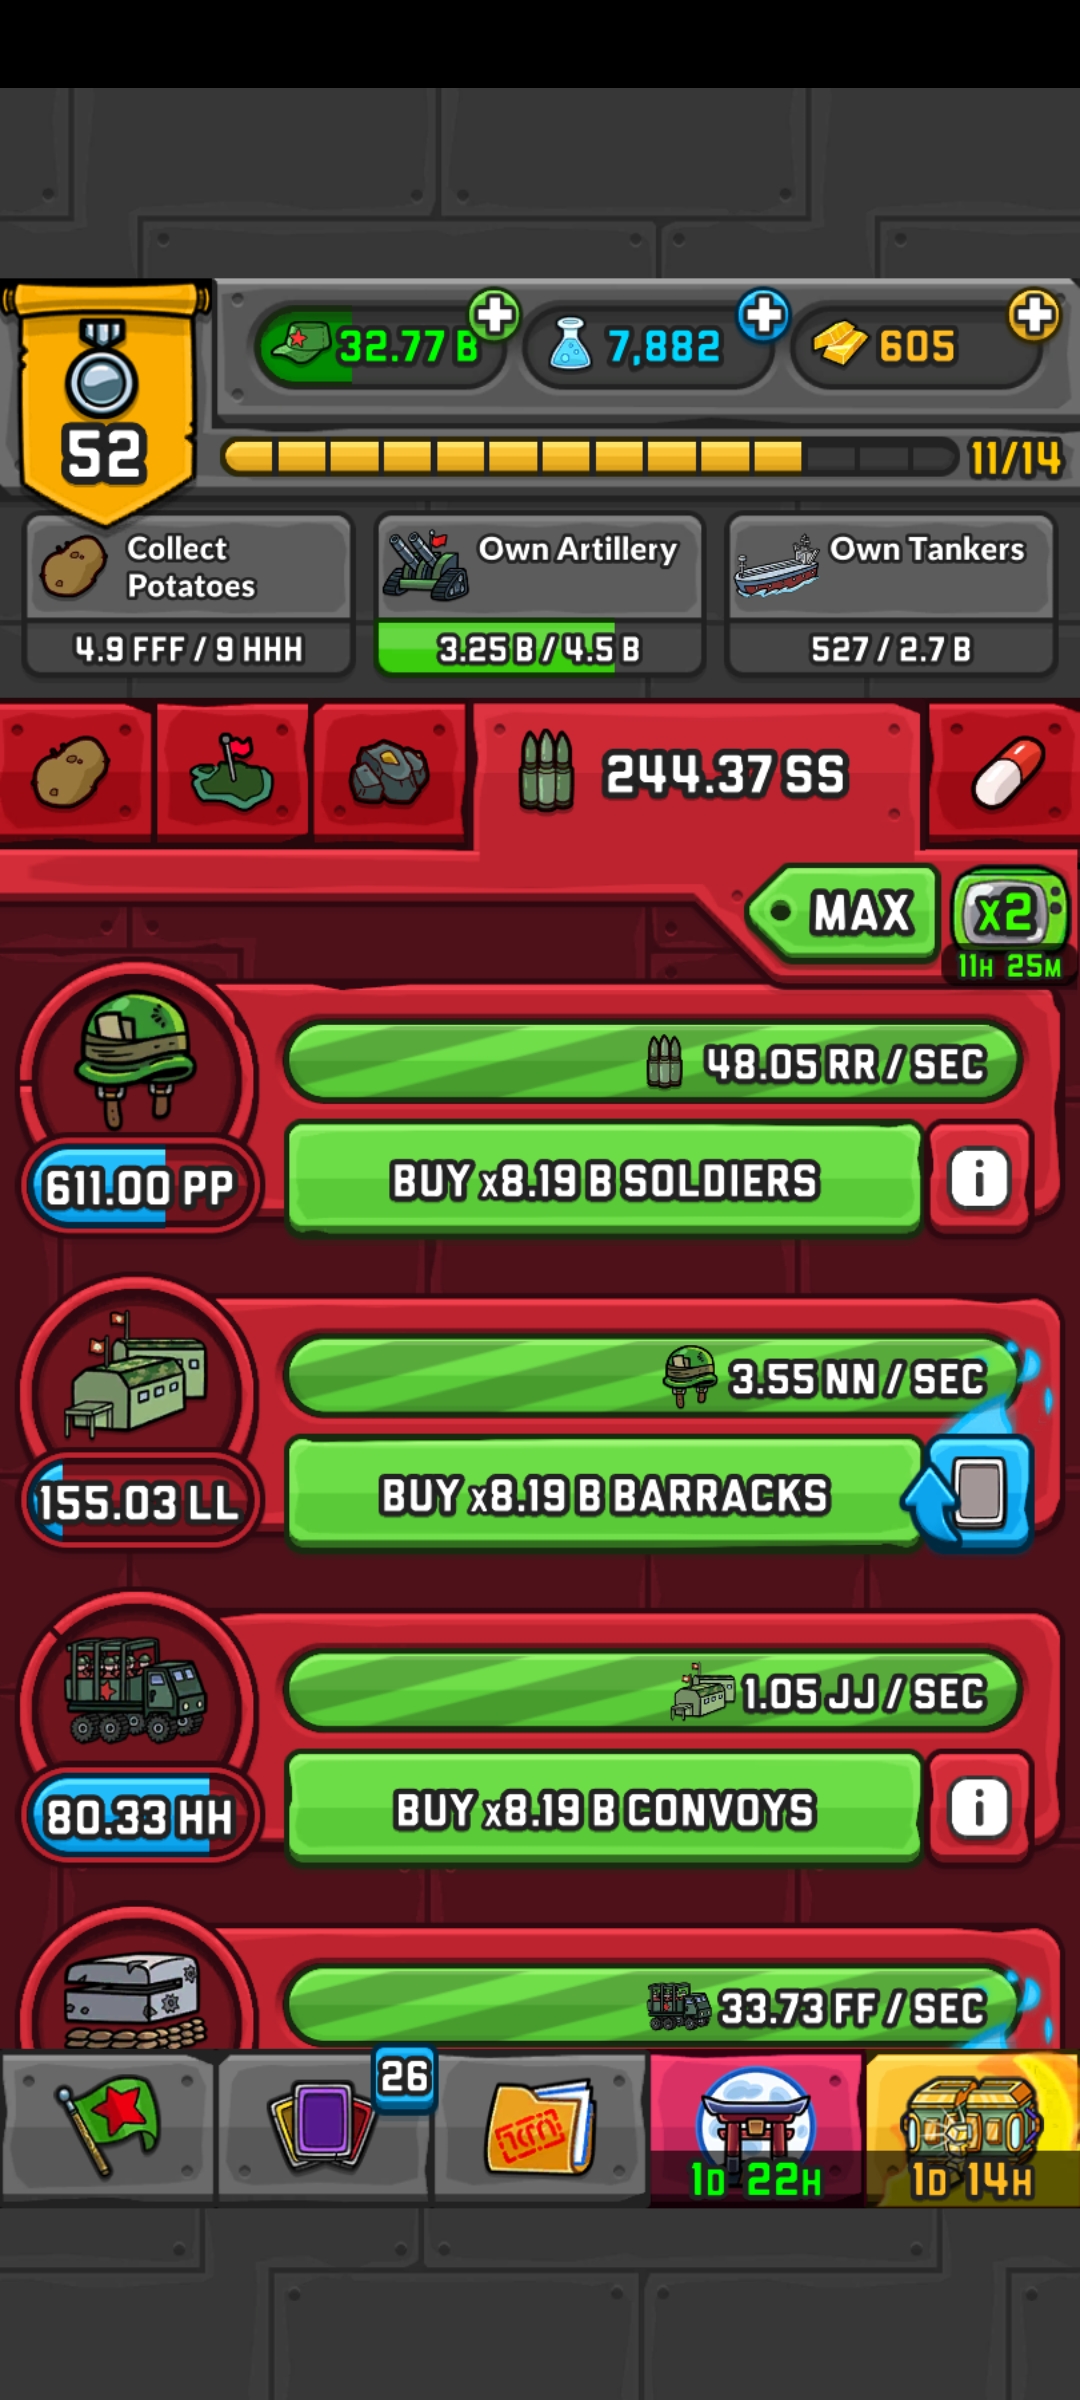 32.77 B
7,882
605
52
11/14
Collect
Potatoes
Own Artillery
Own Tankers
4.9 FFF / 9 HHH
3.25 B / 4.5 B
527 / 2.7 B
244.37 SS
MAX
x2
11H 25M
48.05 RR / SEC
611.00 PP
BUY x8.19 B SOLDIERS
i
3.55 NN / SEC
155.03 LL
BUY x8.19 B BARRACKS
1.05 JJ / SEC
80.33 HH
BUY x8.19 B CONVOYS
i
33.73 FF / SEC
26
1D 22H
1D 14H